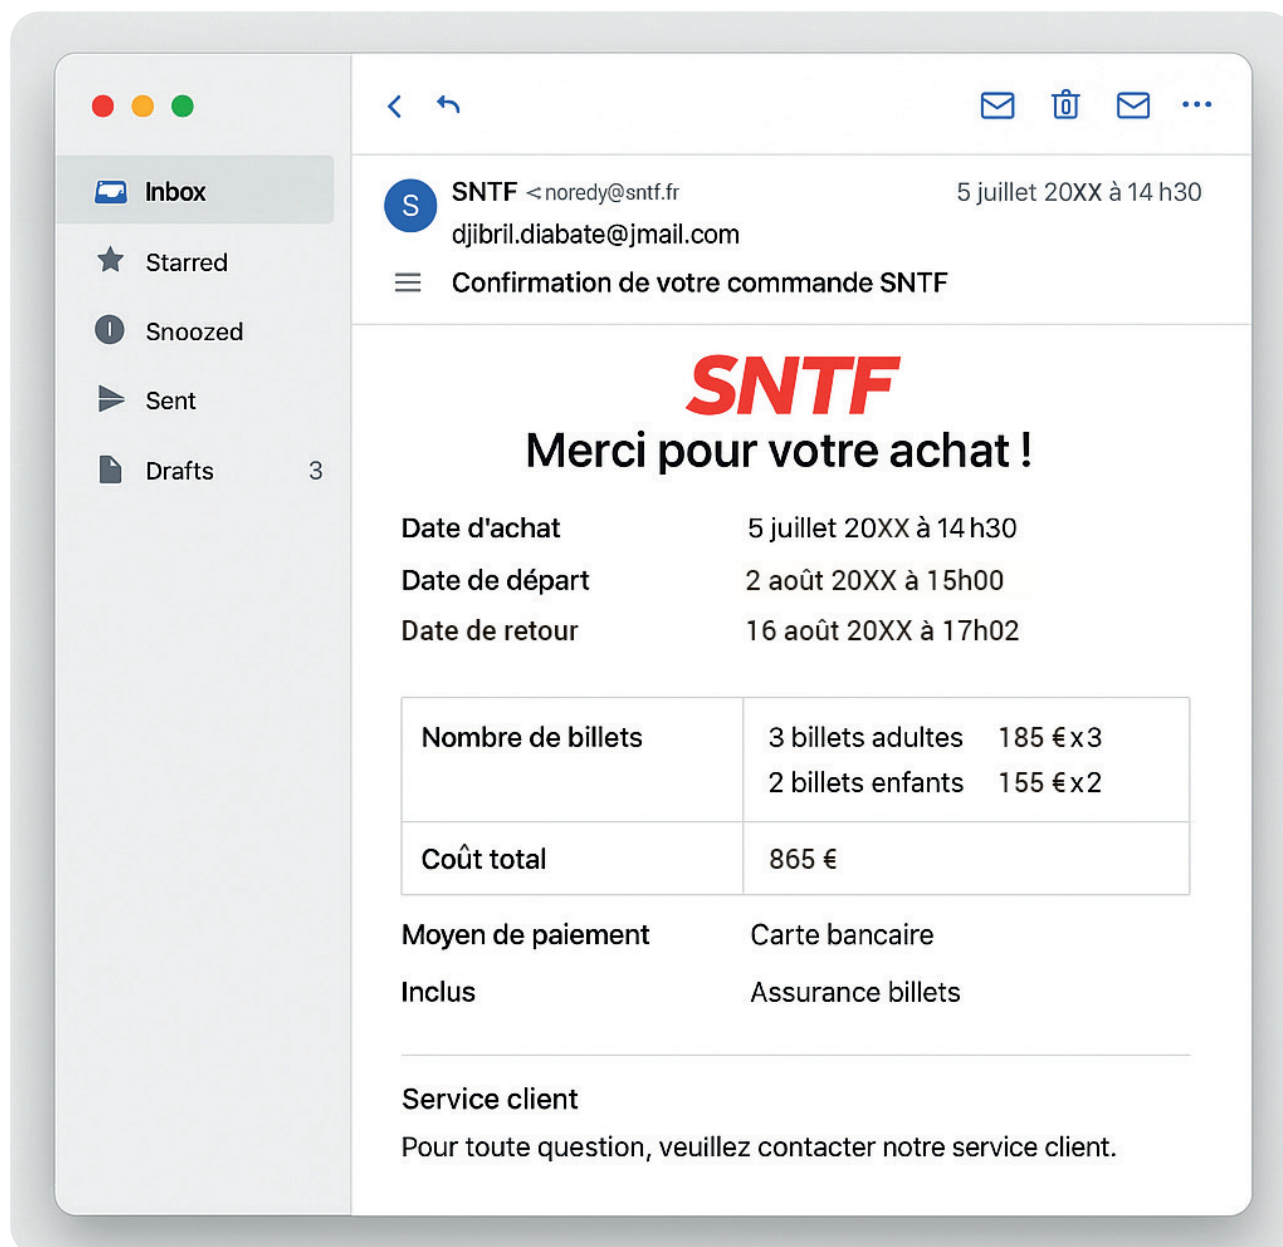 Inbox
Starred
Snoozed
Sent
Drafts 3
SNTF <noredy@sntf.fr 5 juillet 20XX à 14 h30
djibril.diabate@jmail.com
Confirmation de votre commande SNTF
S
SNTF
Merci pour votre achat !
Date d'achat 5 juillet 20XX à 14 h30
Date de départ 2 août 20XX à 15h00
Date de retour 16 août 20XX à 17h02
Nombre de billets 3 billets adultes 185 € x 3
2 billets enfants 155 € x 2
Coût total 865 €
Moyen de paiement Carte bancaire
Inclus Assurance billets
Service client
Pour toute question, veuillez contacter notre service client.